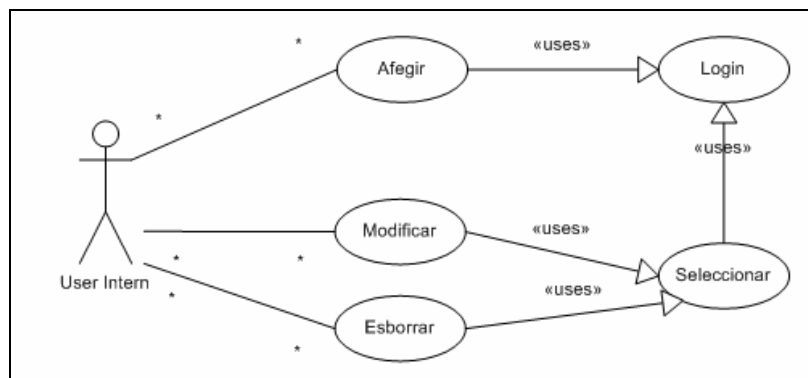 *
Afegir
«uses»
Login
*
«uses»
Modificar
«uses»
*
*
User Intern
Seleccionar
«uses»
*
Esborrar
*